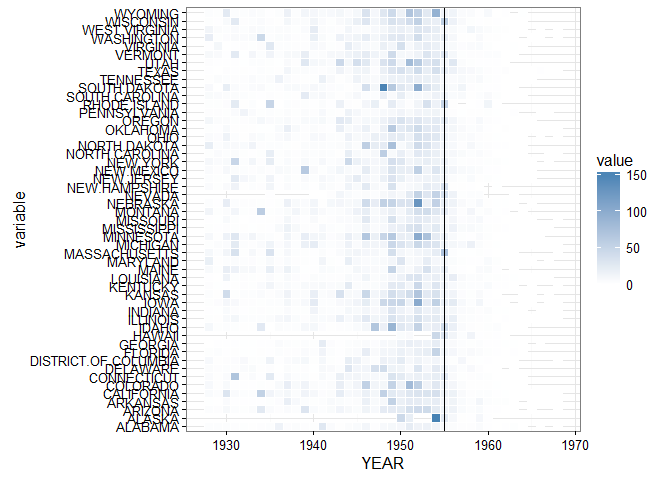 WYOMING
WISCONSIN
WEST.VIRGINIA
WASHINGTON
VIRGINIA
VERMONT
UTAH
TEXAS
TENNESSEE
SOUTH.DAKOTA
SOUTH.CAROLINA
RHODE.ISLAND
PENNSYLVANIA
OREGON
OKLAHOMA
OHIO
NORTH.DAKOTA
NORTH.CAROLINA
NEW.YORK
NEW.MEXICO
NEW.JERSEY
NEW.HAMPSHIRE
NEVADA
NEBRASKA
MONTANA
MISSOURI
MISSISSIPPI
MINNESOTA
MICHIGAN
MASSACHUSETTS
MARYLAND
MAINE
LOUISIANA
KENTUCKY
KANSAS
IOWA
INDIANA
ILLINOIS
IDAHO
HAWAII
GEORGIA
FLORIDA
DISTRICT.OF.COLUMBIA
DELAWARE
CONNECTICUT
COLORADO
CALIFORNIA
ARKANSAS
ARIZONA
ALASKA
ALABAMA
variable
1930 1940 1950 1960 1970
YEAR
value
150
100
50
0